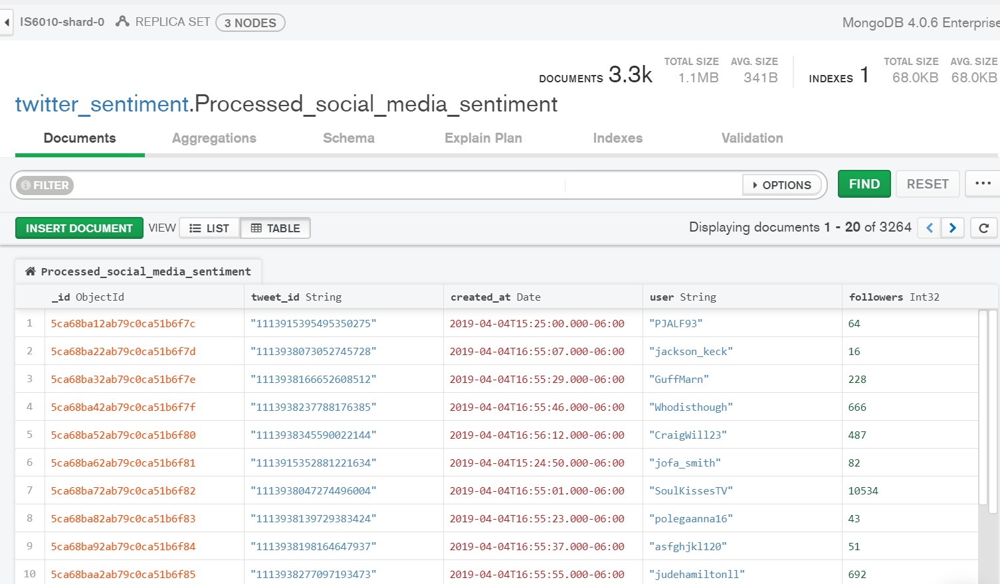 IS6010-shard-0 REPLICA SET 3 NODES MongoDB 4.0.6 Enterprise
DOCUMENTS 3.3k TOTAL SIZE 1.1MB AVG. SIZE 341B INDEXES 1 TOTAL SIZE 68.0KB AVG. SIZE 68.0KB
twitter_sentiment.Processed_social_media_sentiment
Documents Aggregations Schema Explain Plan Indexes Validation
FILTER OPTIONS FIND RESET ...
INSERT DOCUMENT VIEW LIST TABLE Displaying documents 1 - 20 of 3264
Processed_social_media_sentiment
_id ObjectId tweet_id String created_at Date user String followers Int32
1 5ca68ba12ab79c0ca51b6f7c "1113915395495350275" 2019-04-04T15:25:00.000-06:00 "PJALF93" 64
2 5ca68ba22ab79c0ca51b6f7d "1113938073052745728" 2019-04-04T16:55:07.000-06:00 "jackson_keck" 16
3 5ca68ba32ab79c0ca51b6f7e "1113938166652608512" 2019-04-04T16:55:29.000-06:00 "GuffMarn" 228
4 5ca68ba42ab79c0ca51b6f7f "1113938237788176385" 2019-04-04T16:55:46.000-06:00 "Whodisthough" 666
5 5ca68ba52ab79c0ca51b6f80 "1113938345590022144" 2019-04-04T16:56:12.000-06:00 "CraigWill23" 487
6 5ca68ba62ab79c0ca51b6f81 "1113915352881221634" 2019-04-04T15:24:50.000-06:00 "jofa_smith" 82
7 5ca68ba72ab79c0ca51b6f82 "1113938047274496004" 2019-04-04T16:55:01.000-06:00 "SoulKissesTV" 10534
8 5ca68ba82ab79c0ca51b6f83 "1113938139729383424" 2019-04-04T16:55:23.000-06:00 "polegaanna16" 43
9 5ca68ba92ab79c0ca51b6f84 "1113938198164647937" 2019-04-04T16:55:37.000-06:00 "asfghjkl120" 51
10 5ca68baa2ab79c0ca51b6f85 "1113938277097193473" 2019-04-04T16:55:55.000-06:00 "judehamiltonll" 692